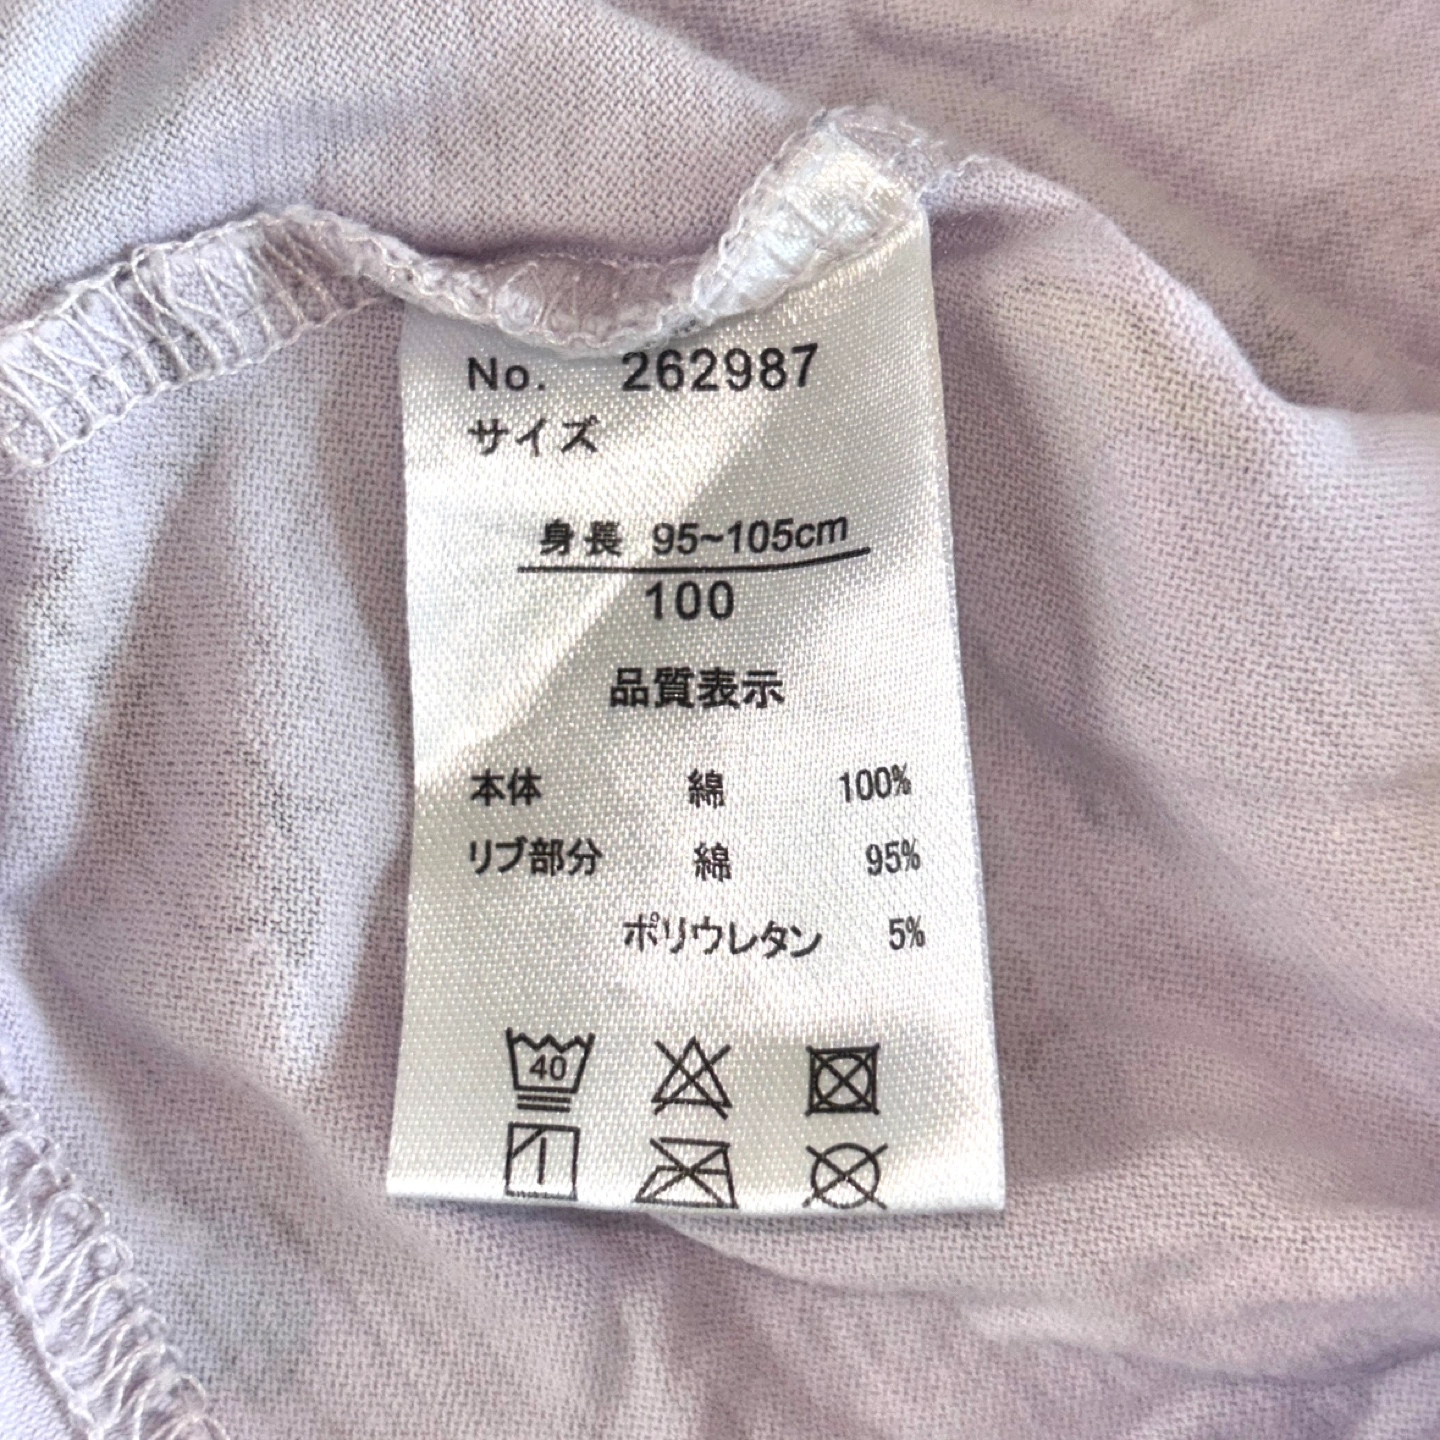 No. 262987
サイズ
身長 95~105cm
100
品質表示
本体 綿 100%
リブ部分 綿 95%
ポリウレタン 5%
40